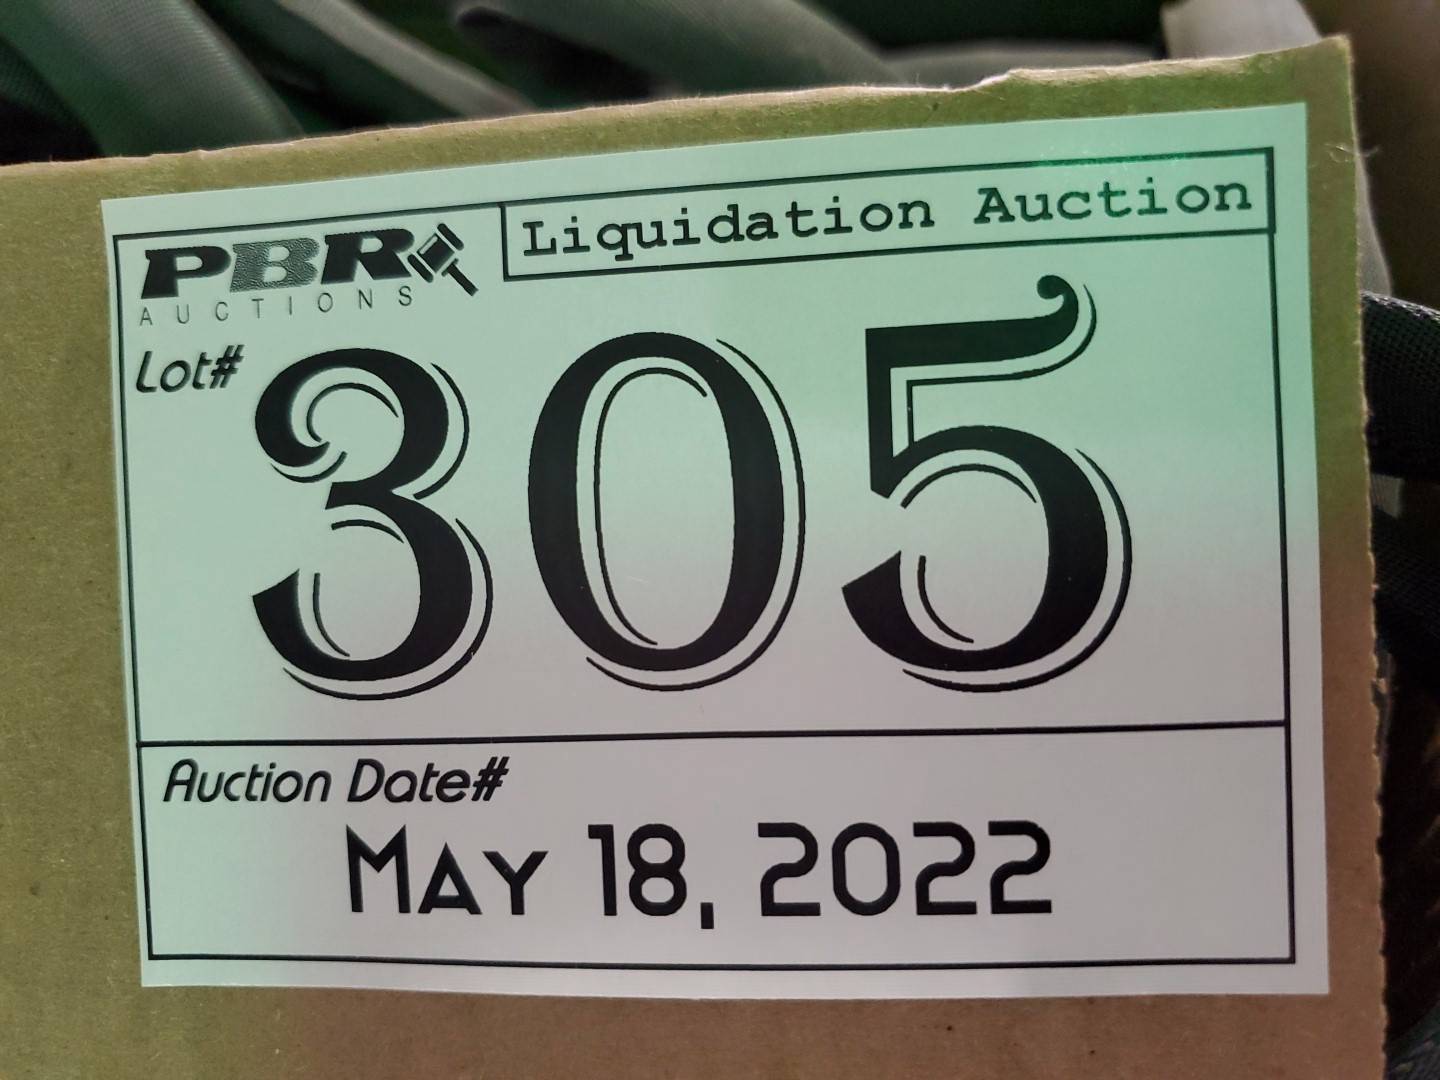 PBR
AUCTIONS
Liquidation Auction
Lot#
305
Auction Date#
May 18, 2022